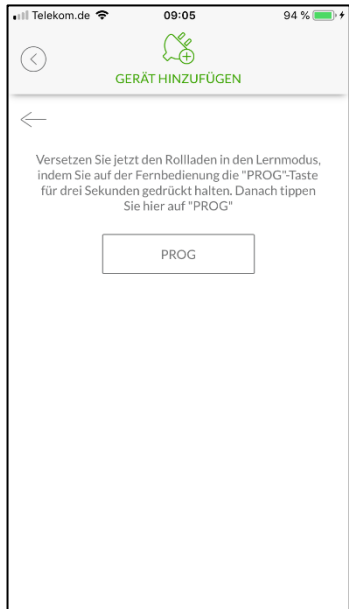 Telekom.de 09:05 94 %
GERÄT HINZUFÜGEN
Versetzen Sie jetzt den Rollladen in den Lernmodus,
indem Sie auf der Fernbedienung die "PROG"-Taste
für drei Sekunden gedrückt halten. Danach tippen
Sie hier auf "PROG"
PROG